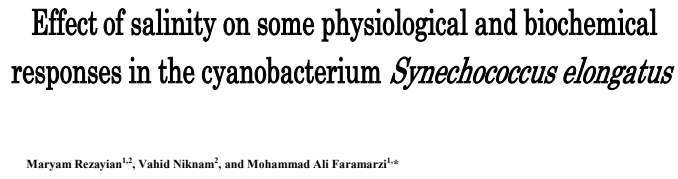 Effect of salinity on some physiological and biochemical
responses in the cyanobacterium Synechococcus elongatus
Maryam Rezayian1,2, Vahid Niknam2, and Mohammad Ali Faramarzi1,*